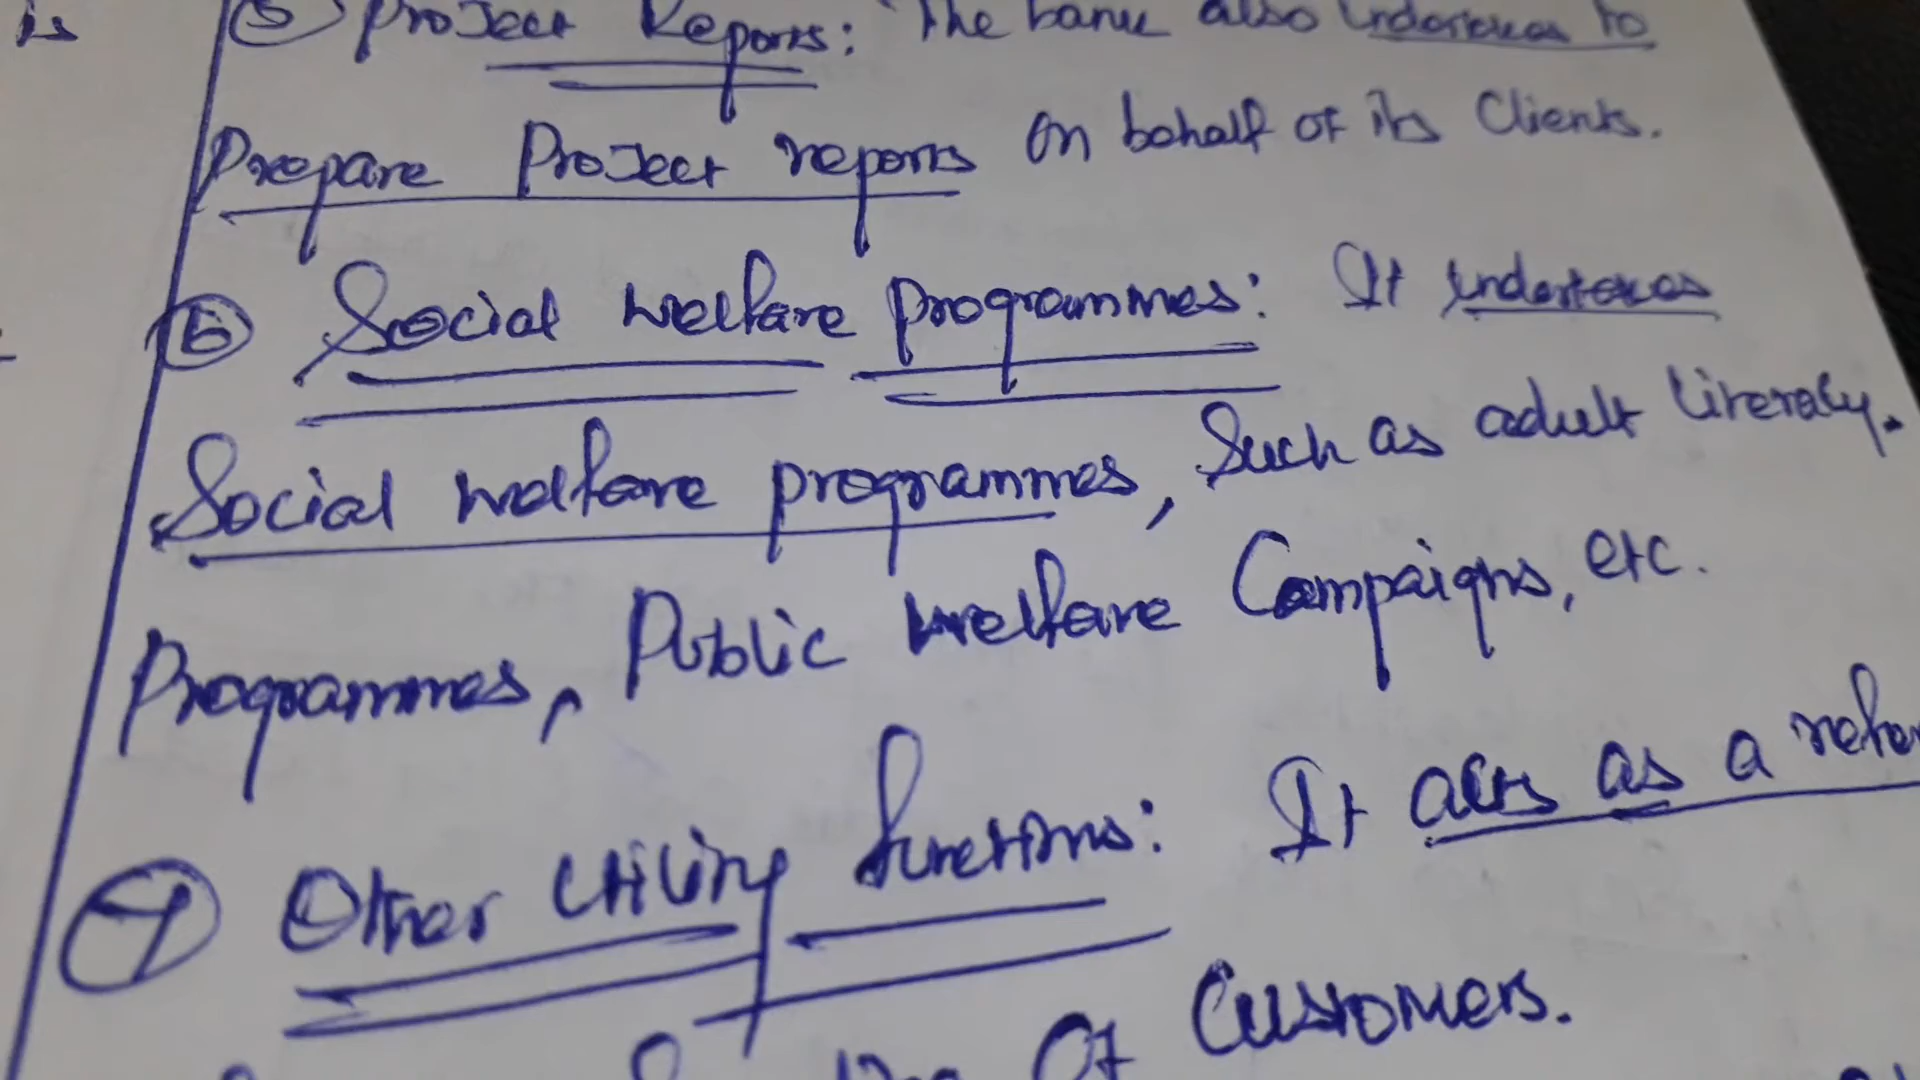 is
⑤ Project Reports: The bank also undertakes to
Prepare Project reports on behalf of its Clients.
⑥ Social welfare programmes: It undertakes
Social welfare programmes, Such as adult literacy.
Programmes, Public welfare Campaigns, etc.
⑦ Other utility functions: It acts as a
Of Customers.